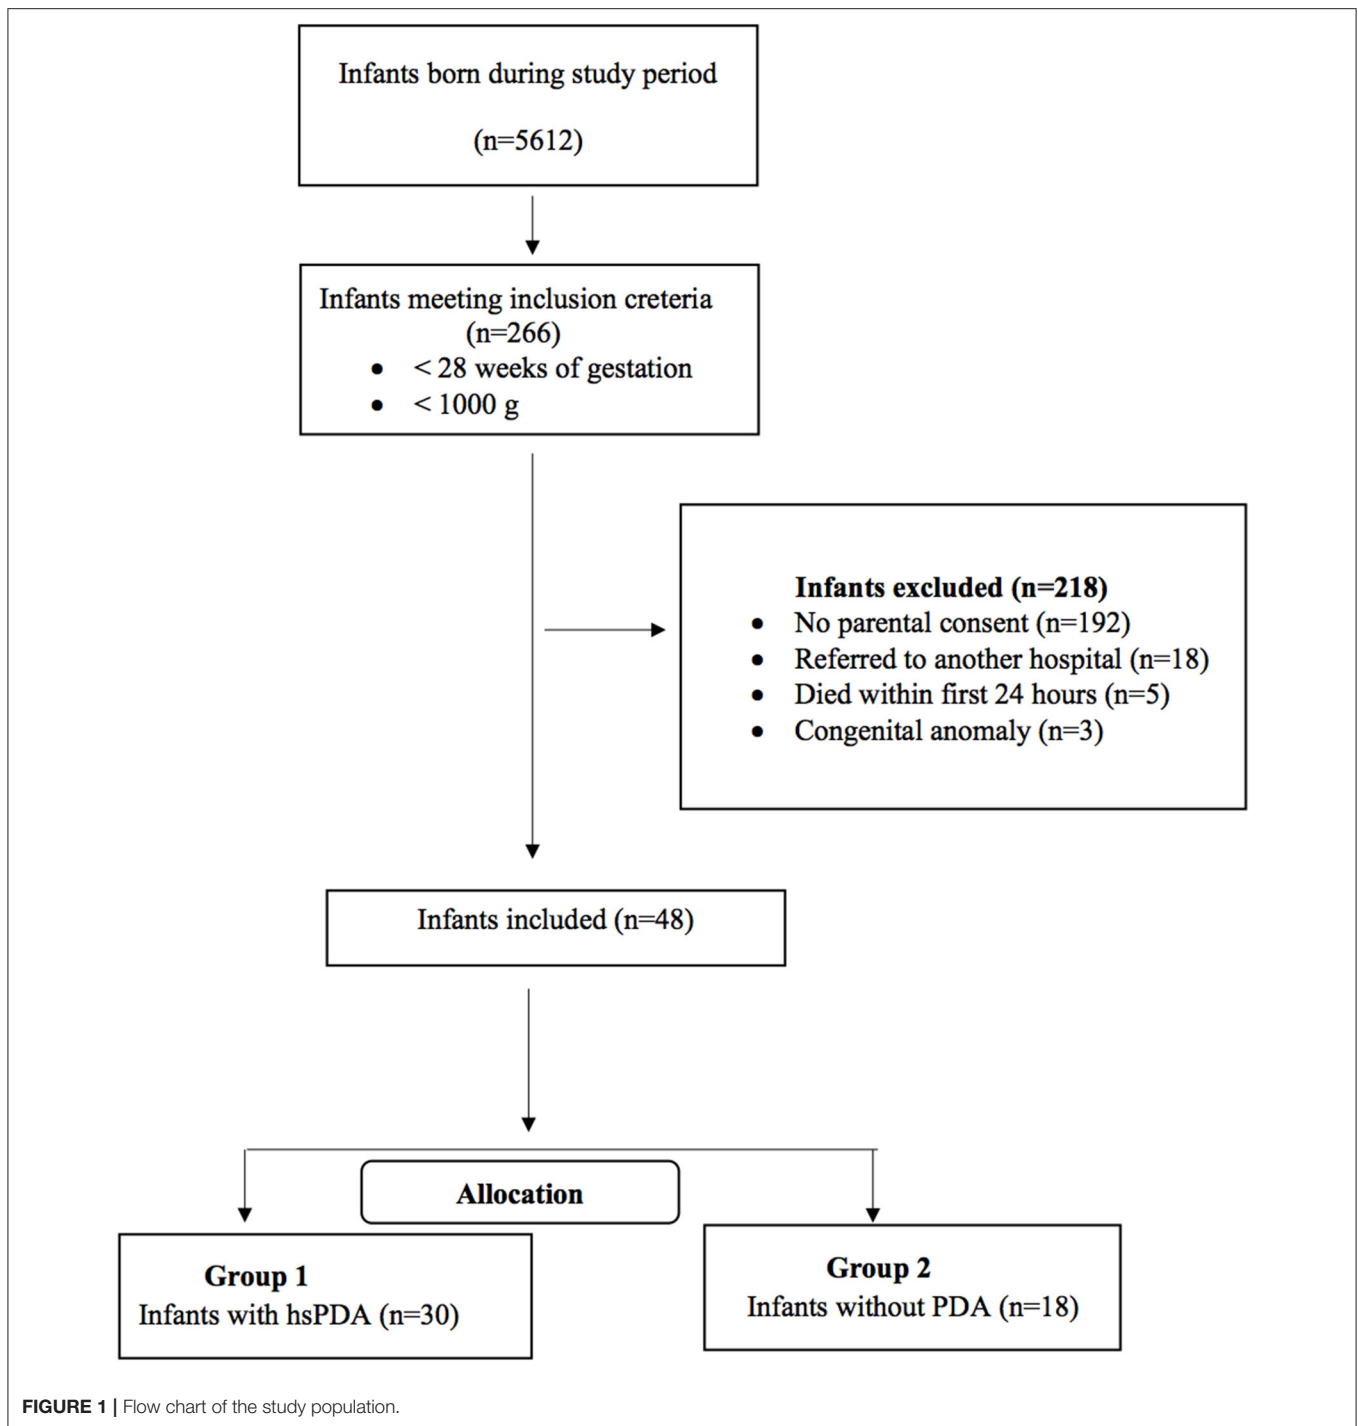 Infants born during study period
(n=5612)
Infants meeting inclusion creteria
(n=266)
• < 28 weeks of gestation
• < 1000 g
Infants excluded (n=218)
• No parental consent (n=192)
• Referred to another hospital (n=18)
• Died within first 24 hours (n=5)
• Congenital anomaly (n=3)
Infants included (n=48)
Allocation
Group 1
Infants with hsPDA (n=30)
Group 2
Infants without PDA (n=18)
FIGURE 1 | Flow chart of the study population.